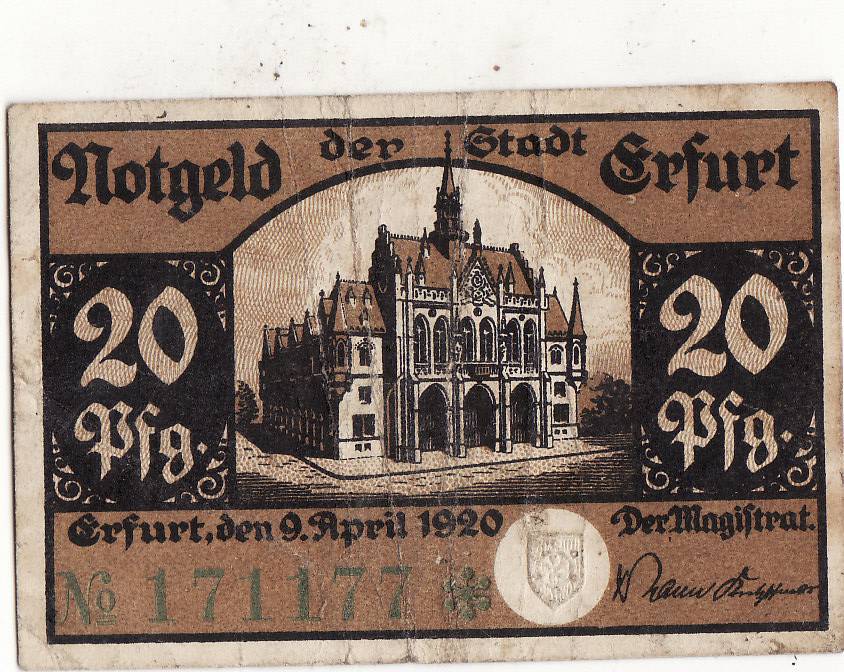 Notgeld der Stadt Erfurt
20 Pfg.
20 Pfg.
Erfurt, den 9. April 1920
Der Magistrat.
No 171177